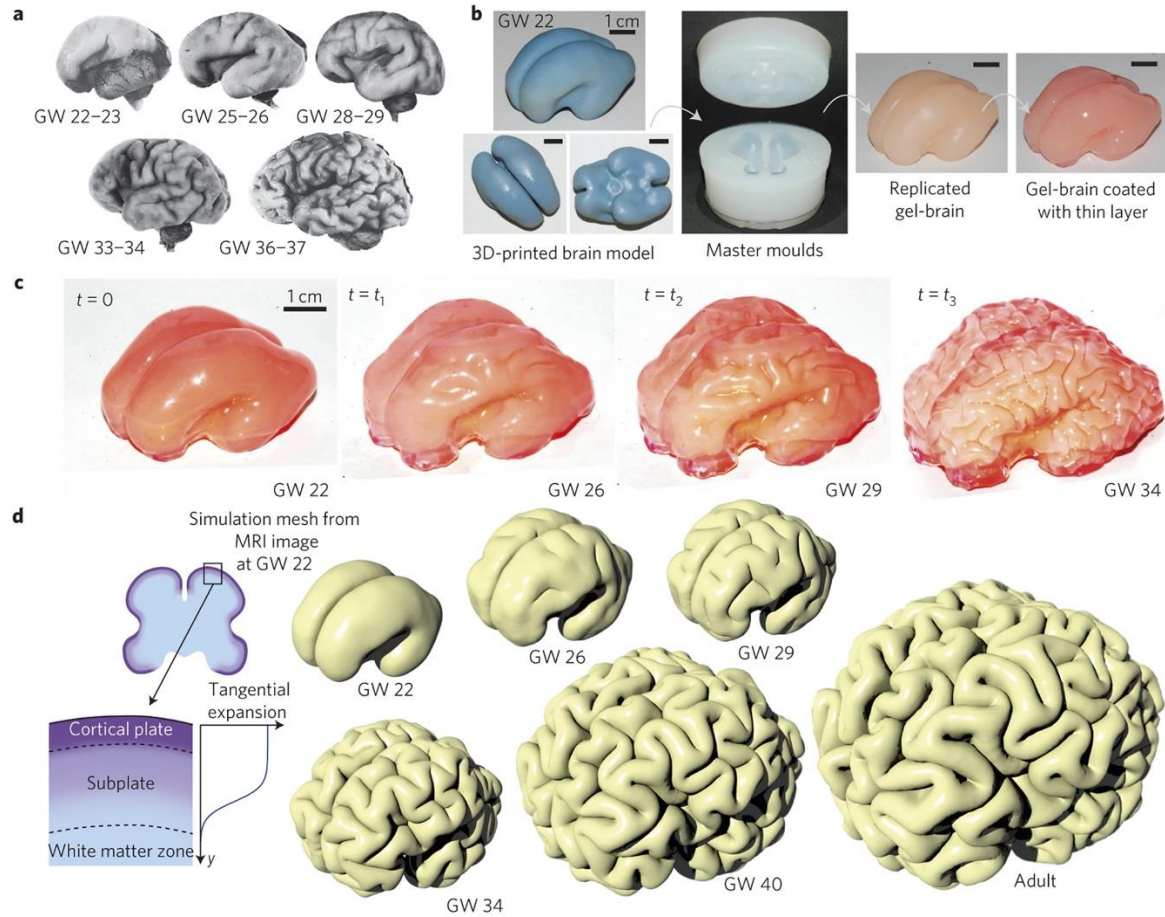 a
GW 22–23
GW 25–26
GW 28–29
GW 33–34
GW 36–37
b
GW 22
1 cm
3D-printed brain model
Master moulds
Replicated
gel-brain
Gel-brain coated
with thin layer
c
t = 0
1 cm
GW 22
t = t1
GW 26
t = t2
GW 29
t = t3
GW 34
d
Simulation mesh from
MRI image
at GW 22
Tangential
expansion
Cortical plate
Subplate
White matter zone
y
GW 22
GW 26
GW 29
GW 34
GW 40
Adult